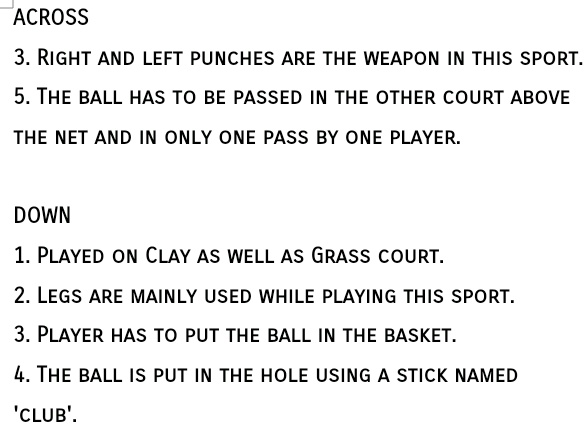 ACROSS
3. Right and left punches are the weapon in this sport.
5. The ball has to be passed in the other court above
the net and in only one pass by one player.
DOWN
1. Played on Clay as well as Grass court.
2. Legs are mainly used while playing this sport.
3. Player has to put the ball in the basket.
4. The ball is put in the hole using a stick named
'club'.